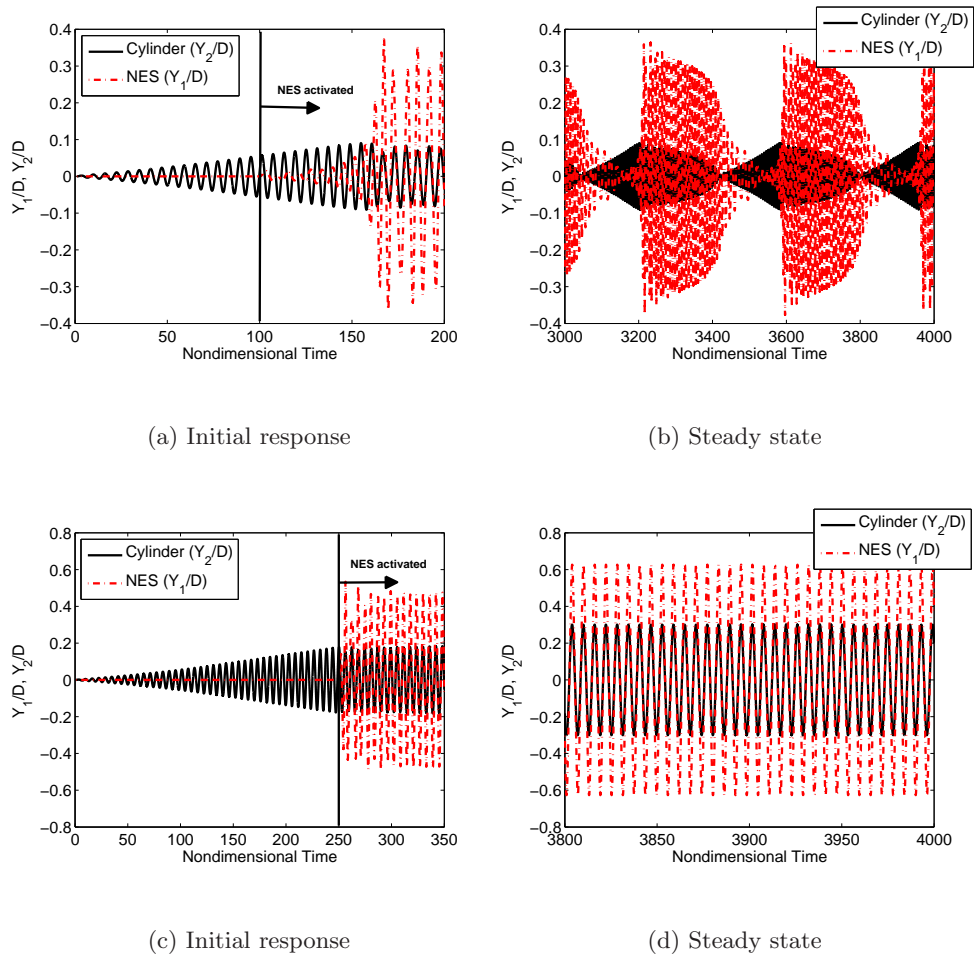 0.4
0.3
0.2
0.1
0
−0.1
−0.2
−0.3
−0.4
0
50
100
150
200
Y1/D, Y2/D
Nondimensional Time
Cylinder (Y2/D)
NES (Y1/D)
NES activated
(a) Initial response
0.4
0.3
0.2
0.1
0
−0.1
−0.2
−0.3
−0.4
3000
3200
3400
3600
3800
4000
Y1/D, Y2/D
Nondimensional Time
Cylinder (Y2/D)
NES (Y1/D)
(b) Steady state
0.8
0.6
0.4
0.2
0
−0.2
−0.4
−0.6
−0.8
0
50
100
150
200
250
300
350
Y1/D, Y2/D
Nondimensional Time
Cylinder (Y2/D)
NES (Y1/D)
NES activated
(c) Initial response
0.8
0.6
0.4
0.2
0
−0.2
−0.4
−0.6
−0.8
3800
3850
3900
3950
4000
Y1/D, Y2/D
Nondimensional Time
Cylinder (Y2/D)
NES (Y1/D)
(d) Steady state